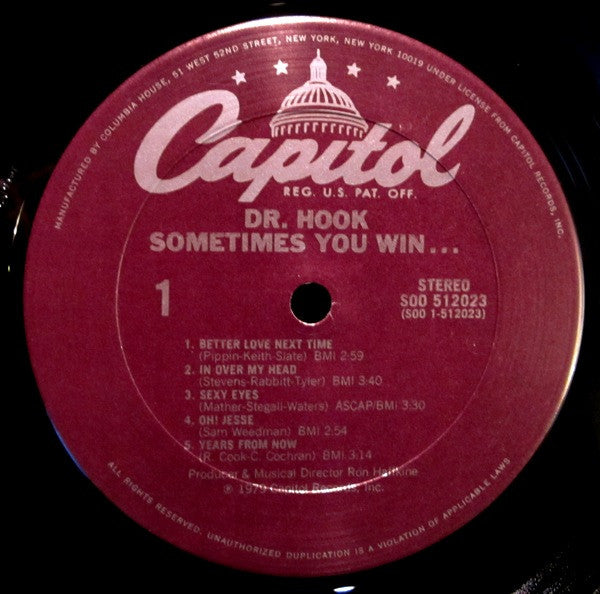 MANUFACTURED BY COLUMBIA HOUSE, 51 WEST 52ND STREET, NEW YORK, NEW YORK 10019 UNDER LICENSE FROM CAPITOL RECORDS, INC.
Capitol
REG. U.S. PAT. OFF.
DR. HOOK
SOMETIMES YOU WIN...
1
STEREO
SOO 512023
(SOO 1-512023)
1. BETTER LOVE NEXT TIME
(Pippin-Keith-Slate) BMI 2:59
2. IN OVER MY HEAD
(Stevens-Rabbitt-Tyler) BMI 3:40
3. SEXY EYES
(Mather-Stegall-Waters) ASCAP/BMI 3:30
4. OH! JESSE
(Sam Weedman) BMI 2:54
5. YEARS FROM NOW
(R. Cook-C. Cochran) BMI 3:14
Producer & Musical Director Ron Haffkine
℗ 1979 Capitol Records, Inc.
ALL RIGHTS RESERVED. UNAUTHORIZED DUPLICATION IS A VIOLATION OF APPLICABLE LAWS